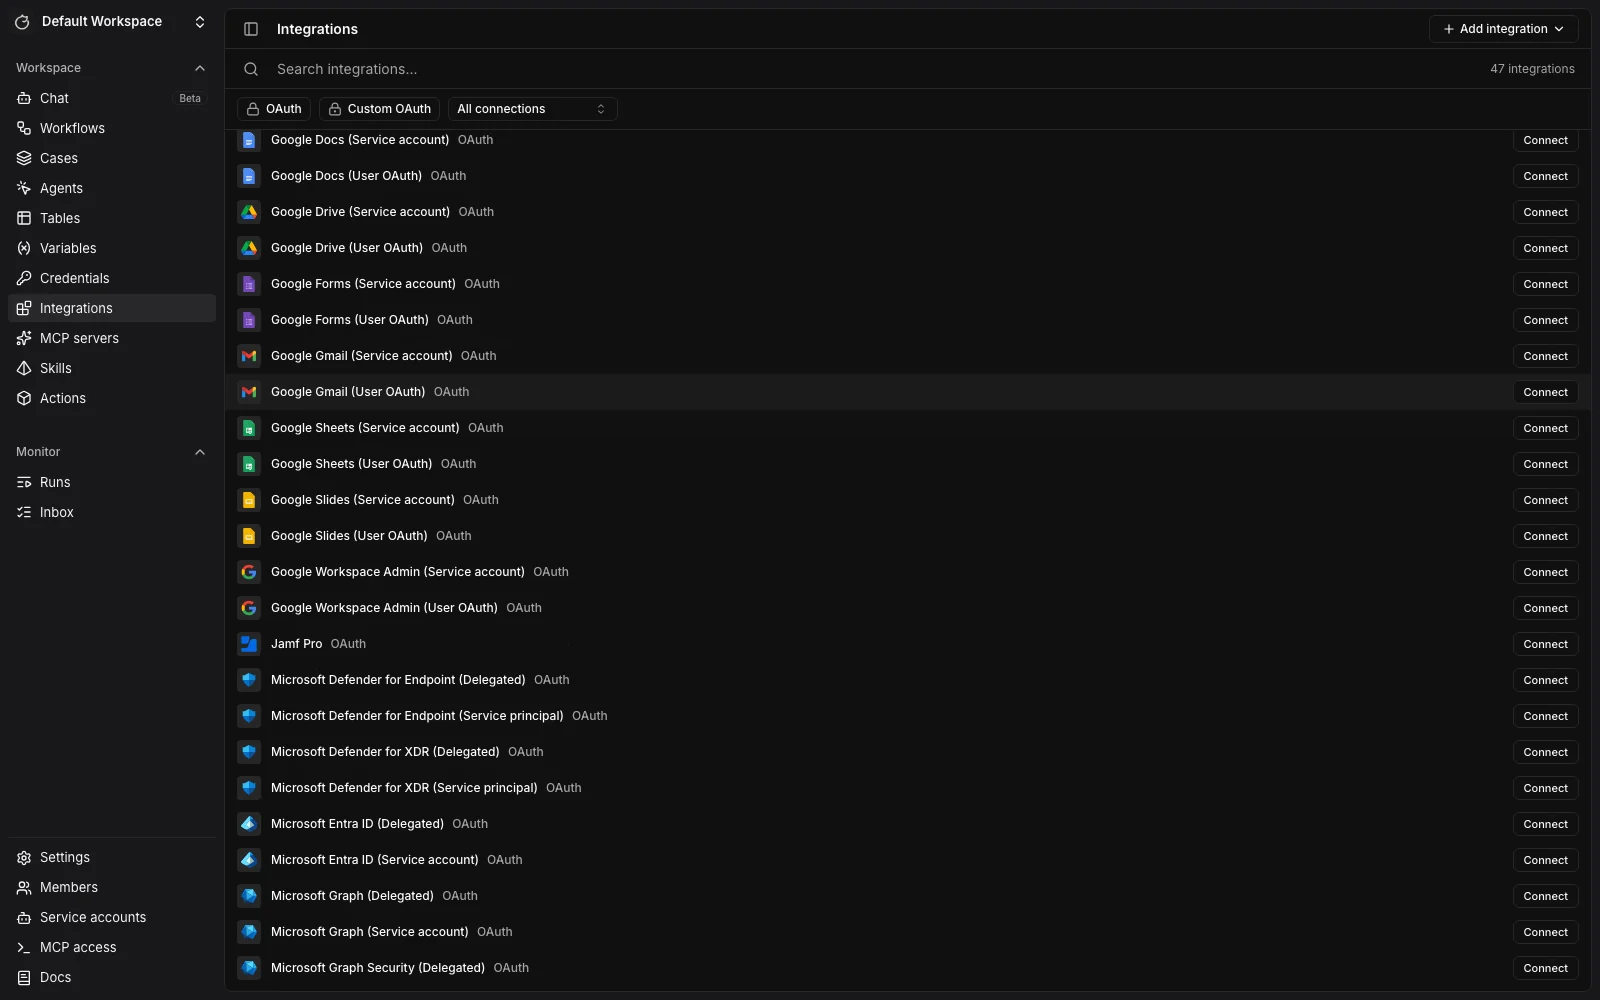 Default Workspace
Workspace
Chat Beta
Workflows
Cases
Agents
Tables
Variables
Credentials
Integrations
MCP servers
Skills
Actions
Monitor
Runs
Inbox
Settings
Members
Service accounts
MCP access
Docs
Integrations
Add integration
Search integrations...
47 integrations
OAuth
Custom OAuth
All connections
Google Docs (Service account) OAuth Connect
Google Docs (User OAuth) OAuth Connect
Google Drive (Service account) OAuth Connect
Google Drive (User OAuth) OAuth Connect
Google Forms (Service account) OAuth Connect
Google Forms (User OAuth) OAuth Connect
Google Gmail (Service account) OAuth Connect
Google Gmail (User OAuth) OAuth Connect
Google Sheets (Service account) OAuth Connect
Google Sheets (User OAuth) OAuth Connect
Google Slides (Service account) OAuth Connect
Google Slides (User OAuth) OAuth Connect
Google Workspace Admin (Service account) OAuth Connect
Google Workspace Admin (User OAuth) OAuth Connect
Jamf Pro OAuth Connect
Microsoft Defender for Endpoint (Delegated) OAuth Connect
Microsoft Defender for Endpoint (Service principal) OAuth Connect
Microsoft Defender for XDR (Delegated) OAuth Connect
Microsoft Defender for XDR (Service principal) OAuth Connect
Microsoft Entra ID (Delegated) OAuth Connect
Microsoft Entra ID (Service account) OAuth Connect
Microsoft Graph (Delegated) OAuth Connect
Microsoft Graph (Service account) OAuth Connect
Microsoft Graph Security (Delegated) OAuth Connect